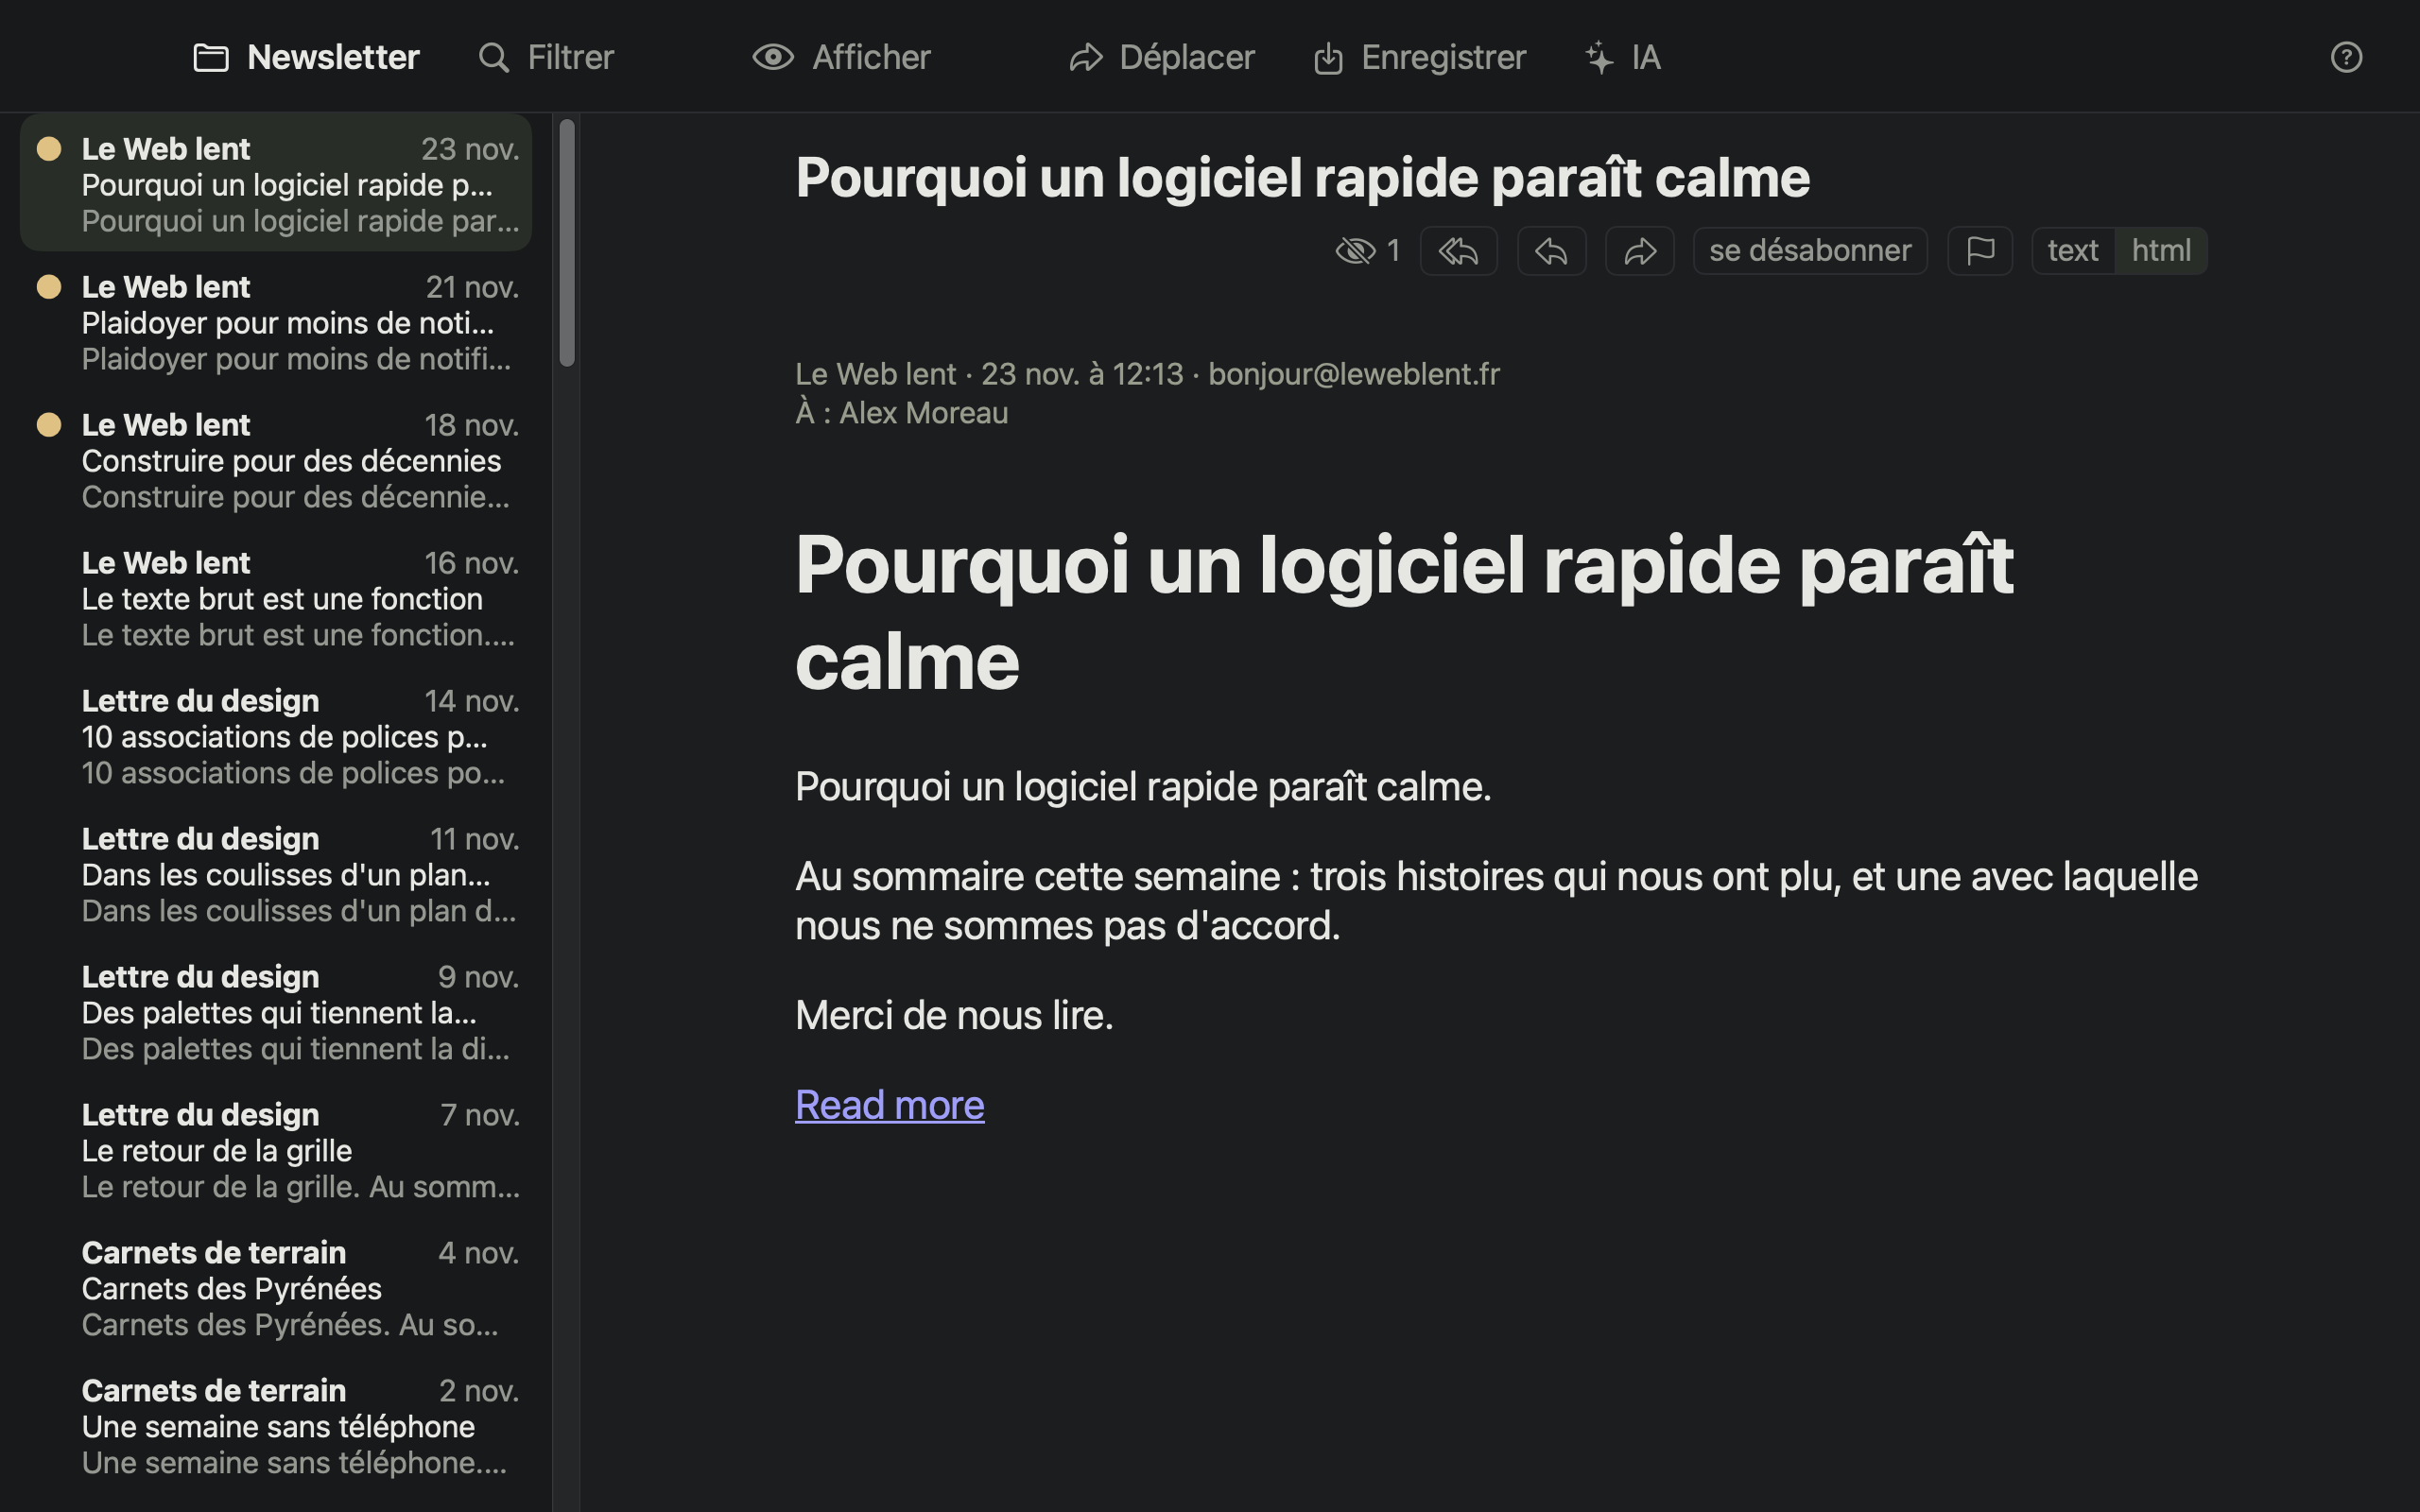 Newsletter
Filtrer
Afficher
Déplacer
Enregistrer
IA
Le Web lent 23 nov.
Pourquoi un logiciel rapide p...
Pourquoi un logiciel rapide par...
Le Web lent 21 nov.
Plaidoyer pour moins de noti...
Plaidoyer pour moins de notifi...
Le Web lent 18 nov.
Construire pour des décennies
Construire pour des décennie...
Le Web lent 16 nov.
Le texte brut est une fonction
Le texte brut est une fonction....
Lettre du design 14 nov.
10 associations de polices p...
10 associations de polices po...
Lettre du design 11 nov.
Dans les coulisses d'un plan...
Dans les coulisses d'un plan d...
Lettre du design 9 nov.
Des palettes qui tiennent la...
Des palettes qui tiennent la di...
Lettre du design 7 nov.
Le retour de la grille
Le retour de la grille. Au somm...
Carnets de terrain 4 nov.
Carnets des Pyrénées
Carnets des Pyrénées. Au so...
Carnets de terrain 2 nov.
Une semaine sans téléphone
Une semaine sans téléphone....
Pourquoi un logiciel rapide paraît calme
1
se désabonner
text html
Le Web lent · 23 nov. à 12:13 · bonjour@leweblent.fr
À : Alex Moreau
Pourquoi un logiciel rapide paraît
calme
Pourquoi un logiciel rapide paraît calme.
Au sommaire cette semaine : trois histoires qui nous ont plu, et une avec laquelle
nous ne sommes pas d'accord.
Merci de nous lire.
Read more